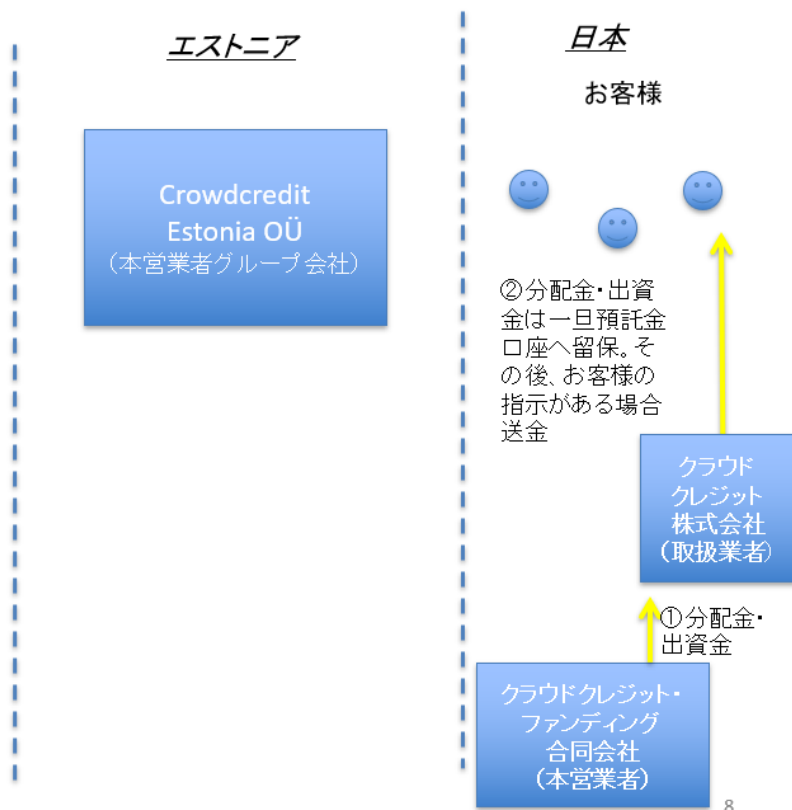 エストニア
日本
お客様
Crowdcredit
Estonia OÜ
（本営業者グループ会社）
②分配金・出資
金は一旦預託金
口座へ留保。そ
の後、お客様の
指示がある場合
送金
クラウド
クレジット
株式会社
（取扱業者）
①分配金・
出資金
クラウドクレジット・
ファンディング
合同会社
（本営業者）
8